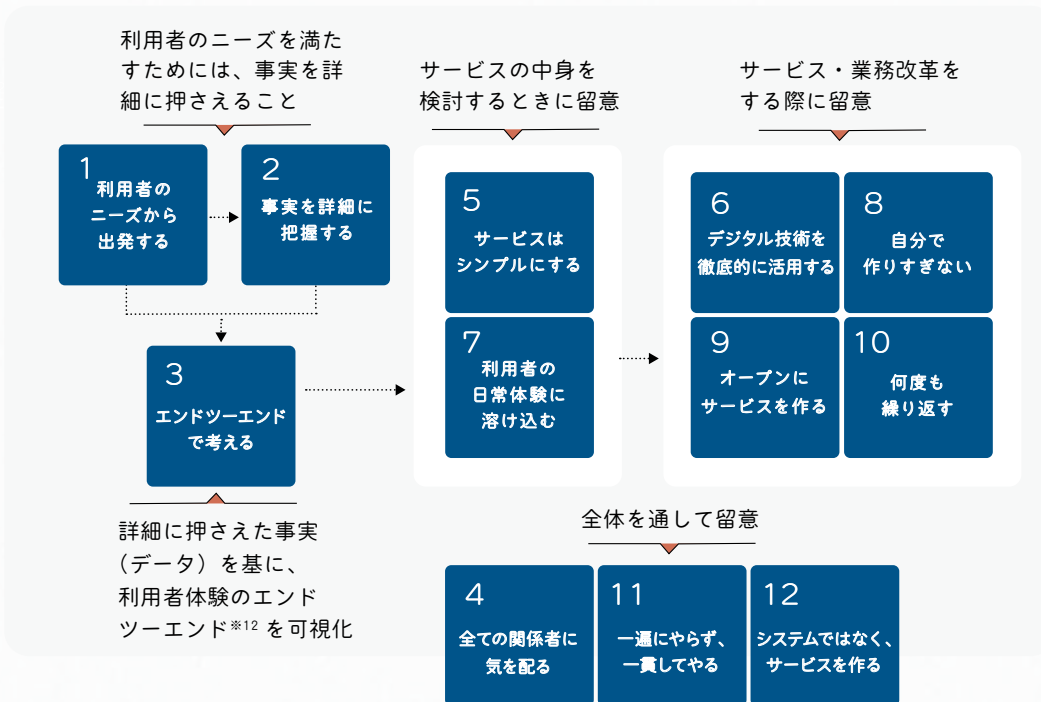 利用者のニーズを満た
すためには、事実を詳
細に押さえること
1
利用者の
ニーズから
出発する
2
事実を詳細に
把握する
3
エンドツーエンド
で考える
詳細に押さえた事実
（データ）を基に、
利用者体験のエンド
ツーエンド※12 を可視化
サービスの中身を
検討するときに留意
5
サービスは
シンプルにする
7
利用者の
日常体験に
溶け込む
サービス・業務改革を
する際に留意
6
デジタル技術を
徹底的に活用する
8
自分で
作りすぎない
9
オープンに
サービスを作る
10
何度も
繰り返す
全体を通して留意
4
全ての関係者に
気を配る
11
一遍にやらず、
一貫してやる
12
システムではなく、
サービスを作る